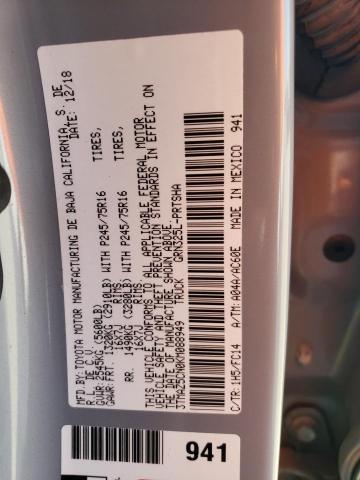 MFD. BY: TOYOTA MOTOR MANUFACTURING DE BAJA CALIFORNIA S. DE
R.L. DE C.V. DATE: 12/18
GVWR: 2545KG (5600LB)
GAWR: FRT. 1320KG (2910LB) WITH P245/75R16 TIRES,
16X7J RIMS,
RR. 1490KG (3280LB) WITH P245/75R16 TIRES,
16X7J RIMS,
THIS VEHICLE CONFORMS TO ALL APPLICABLE FEDERAL MOTOR
VEHICLE SAFETY AND THEFT PREVENTION STANDARDS IN EFFECT ON
THE DATE OF MANUFACTURE SHOWN ABOVE.
3TMAZ5CN0KM088949 TRUCK GRN325L-PRTSMA
C/TR:1H5/FC14 A/TM:A04A/AC60E MADE IN MEXICO 941
941